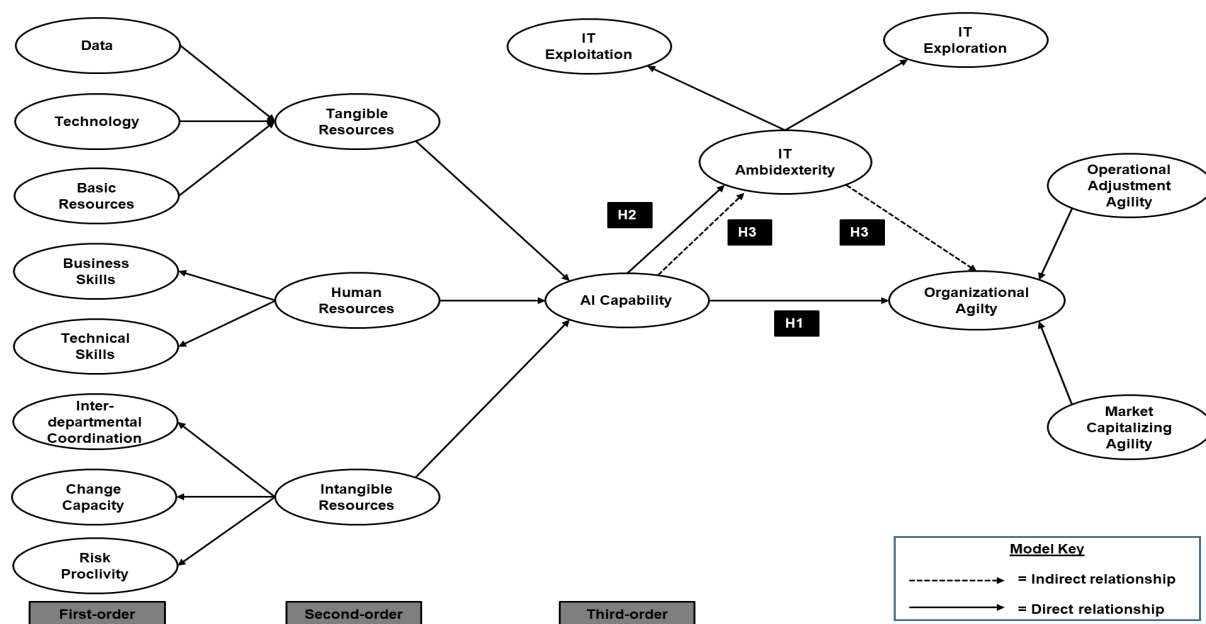 Data
Technology
Basic
Resources
Business
Skills
Technical
Skills
Inter-
departmental
Coordination
Change
Capacity
Risk
Proclivity
First-order
Tangible
Resources
Human
Resources
Intangible
Resources
Second-order
AI Capability
Third-order
IT
Exploitation
IT
Exploration
IT
Ambidexterity
H2
H3
H3
H1
Organizational
Agilty
Operational
Adjustment
Agility
Market
Capitalizing
Agility
Model Key
= Indirect relationship
= Direct relationship